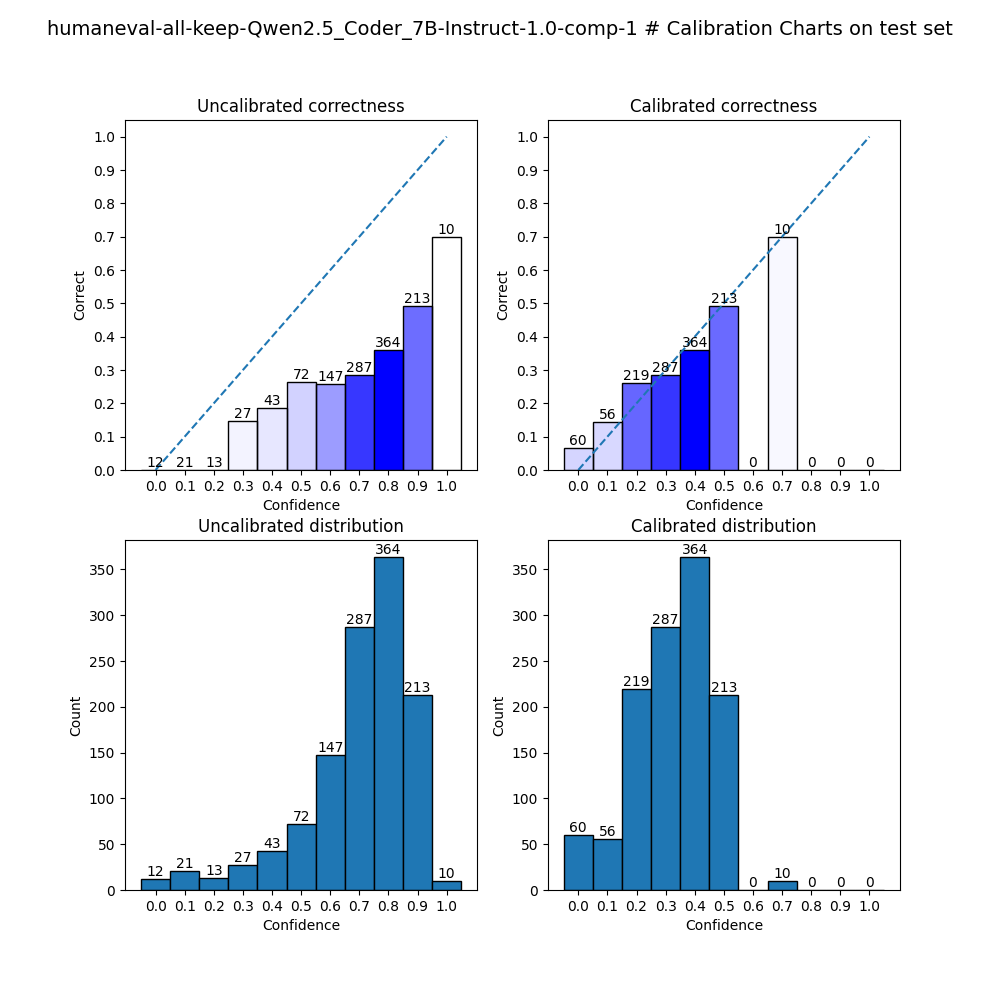 humaneval-all-keep-Qwen2.5_Coder_7B-Instruct-1.0-comp-1 # Calibration Charts on test set
Uncalibrated correctness
1.0
0.9
0.8
0.7
0.6
0.5
0.4
0.3
0.2
0.1
0.0
Correct
12 21 13 27 43 72 147 287 364 213 10
0.0 0.1 0.2 0.3 0.4 0.5 0.6 0.7 0.8 0.9 1.0
Confidence
Calibrated correctness
1.0
0.9
0.8
0.7
0.6
0.5
0.4
0.3
0.2
0.1
0.0
Correct
60 56 219 287 364 213 0 10 0 0 0
0.0 0.1 0.2 0.3 0.4 0.5 0.6 0.7 0.8 0.9 1.0
Confidence
Uncalibrated distribution
350
300
250
200
150
100
50
0
Count
12 21 13 27 43 72 147 287 364 213 10
0.0 0.1 0.2 0.3 0.4 0.5 0.6 0.7 0.8 0.9 1.0
Confidence
Calibrated distribution
350
300
250
200
150
100
50
0
Count
60 56 219 287 364 213 0 10 0 0 0
0.0 0.1 0.2 0.3 0.4 0.5 0.6 0.7 0.8 0.9 1.0
Confidence